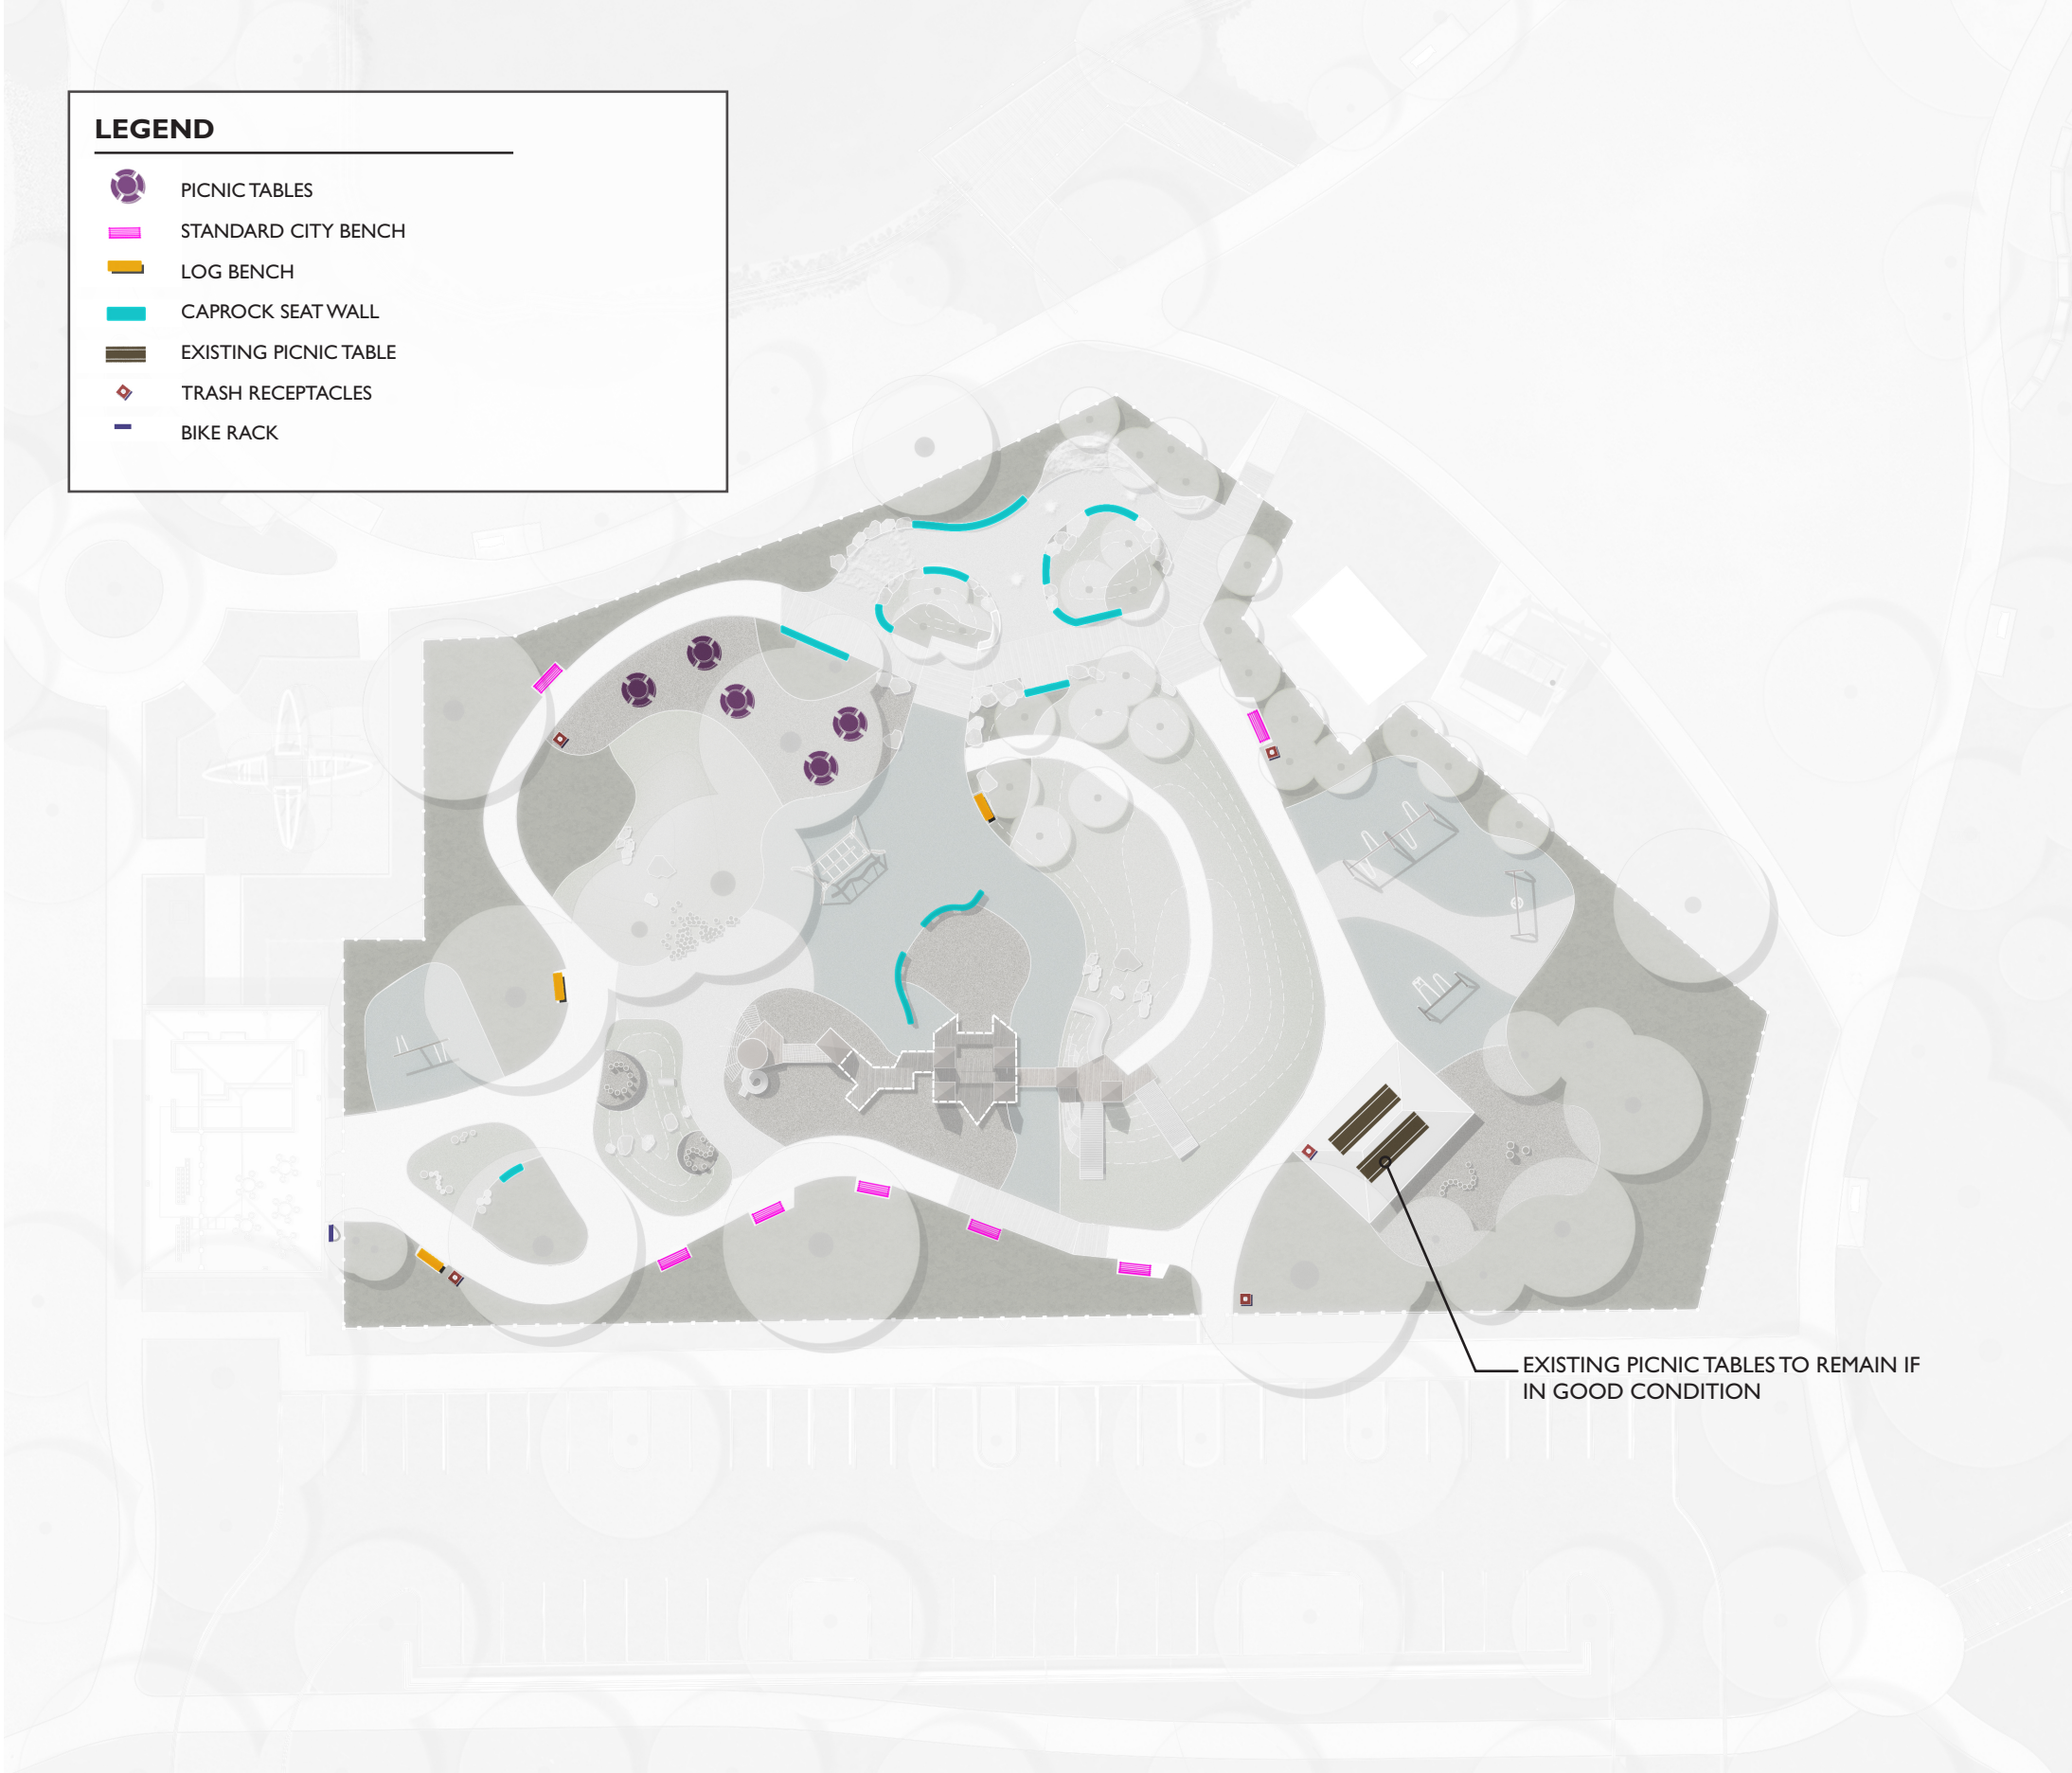 LEGEND
PICNIC TABLES
STANDARD CITY BENCH
LOG BENCH
CAPROCK SEAT WALL
EXISTING PICNIC TABLE
TRASH RECEPTACLES
BIKE RACK
EXISTING PICNIC TABLES TO REMAIN IF
IN GOOD CONDITION